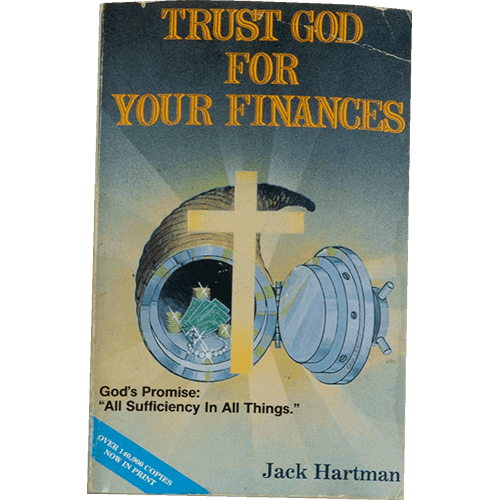 TRUST GOD
FOR
YOUR FINANCES
God's Promise:
"All Sufficiency In All Things."
OVER 140,000 COPIES
NOW IN PRINT
Jack Hartman